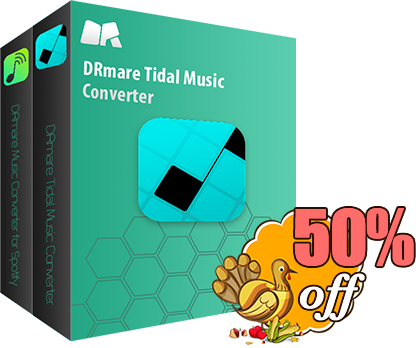 DRmare Tidal Music
Converter
DRmare Music Converter for Spotify
DRmare Tidal Music Converter
50%
off